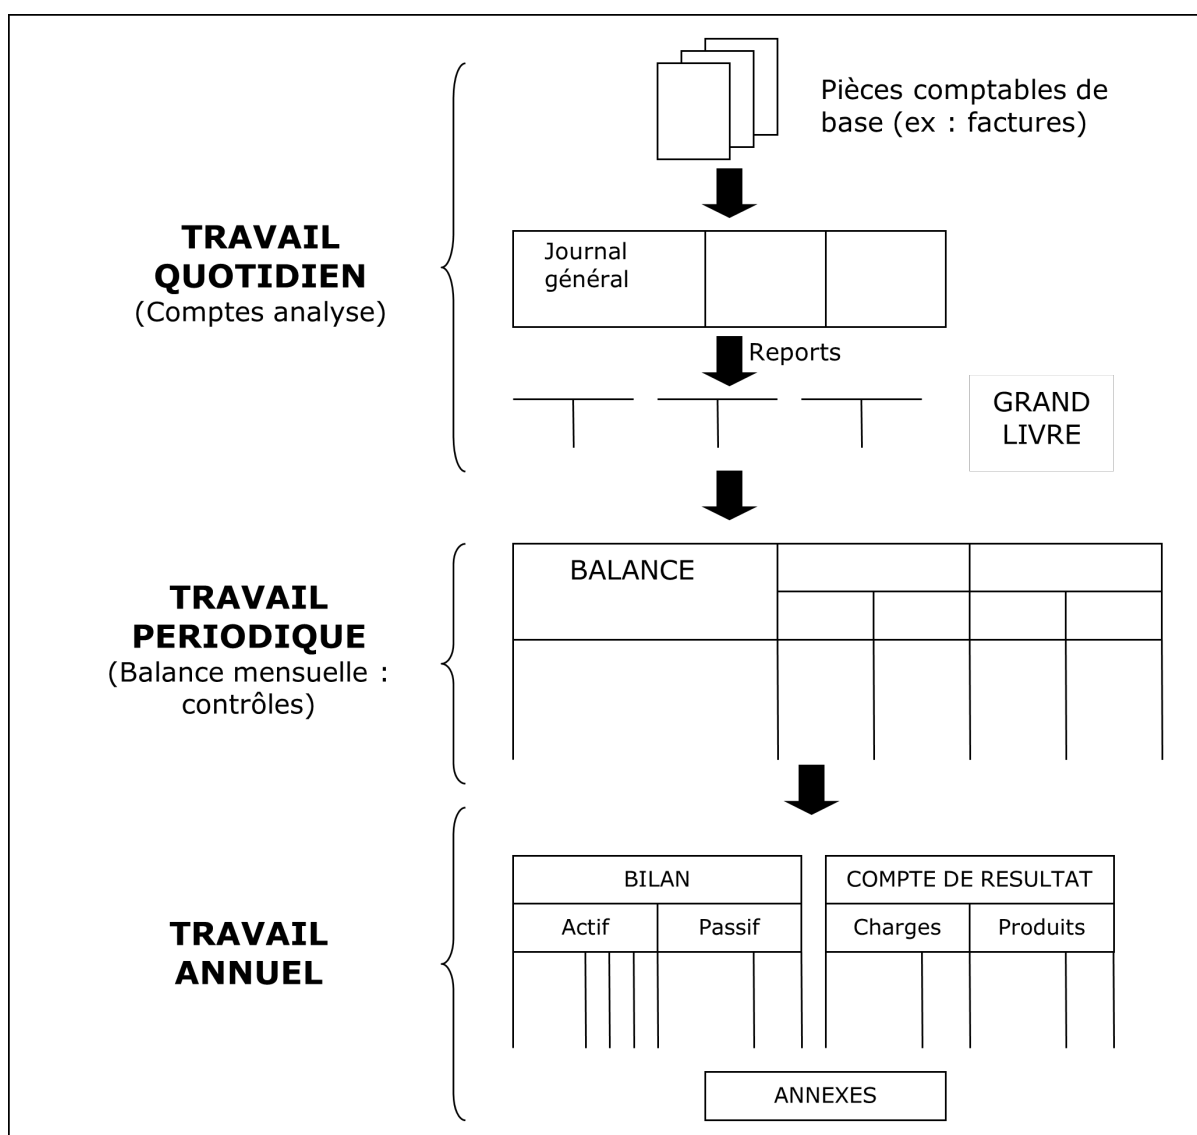 Pièces comptables de
base (ex : factures)
TRAVAIL
QUOTIDIEN
(Comptes analyse)
Journal
général
Reports
GRAND
LIVRE
TRAVAIL
PERIODIQUE
(Balance mensuelle :
contrôles)
BALANCE
TRAVAIL
ANNUEL
BILAN
COMPTE DE RESULTAT
Actif
Passif
Charges
Produits
ANNEXES